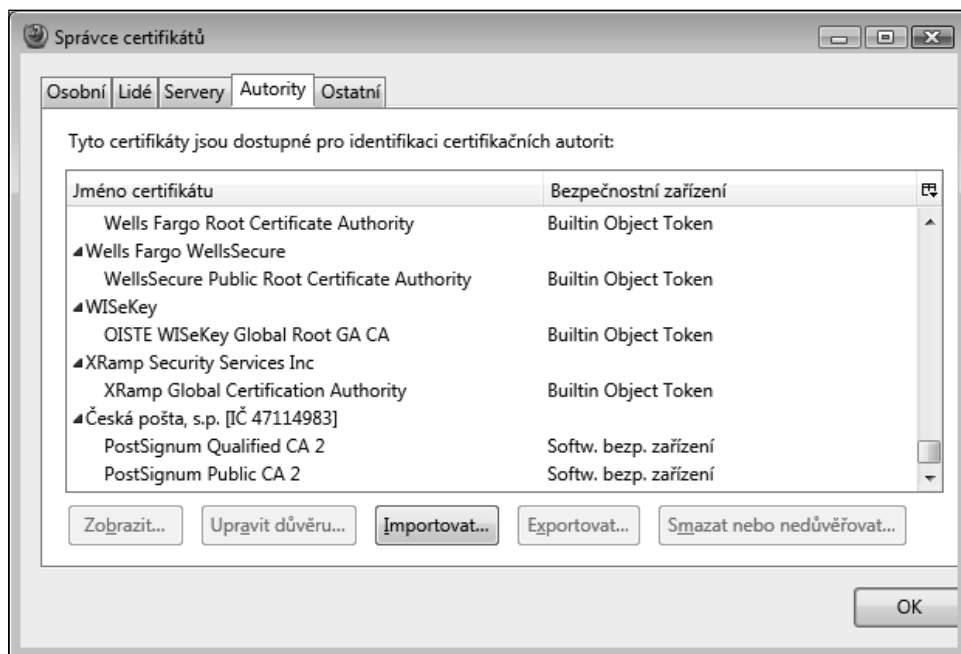 Správce certifikátů
Osobní Lidé Servery Autority Ostatní
Tyto certifikáty jsou dostupné pro identifikaci certifikačních autorit:
Jméno certifikátu Bezpečnostní zařízení
Wells Fargo Root Certificate Authority Builtin Object Token
Wells Fargo WellsSecure
WellsSecure Public Root Certificate Authority Builtin Object Token
WISeKey
OISTE WISeKey Global Root GA CA Builtin Object Token
XRamp Security Services Inc
XRamp Global Certification Authority Builtin Object Token
Česká pošta, s.p. [IČ 47114983]
PostSignum Qualified CA 2 Softw. bezp. zařízení
PostSignum Public CA 2 Softw. bezp. zařízení
Zobrazit... Upravit důvěru... Importovat... Exportovat... Smazat nebo nedůvěřovat...
OK